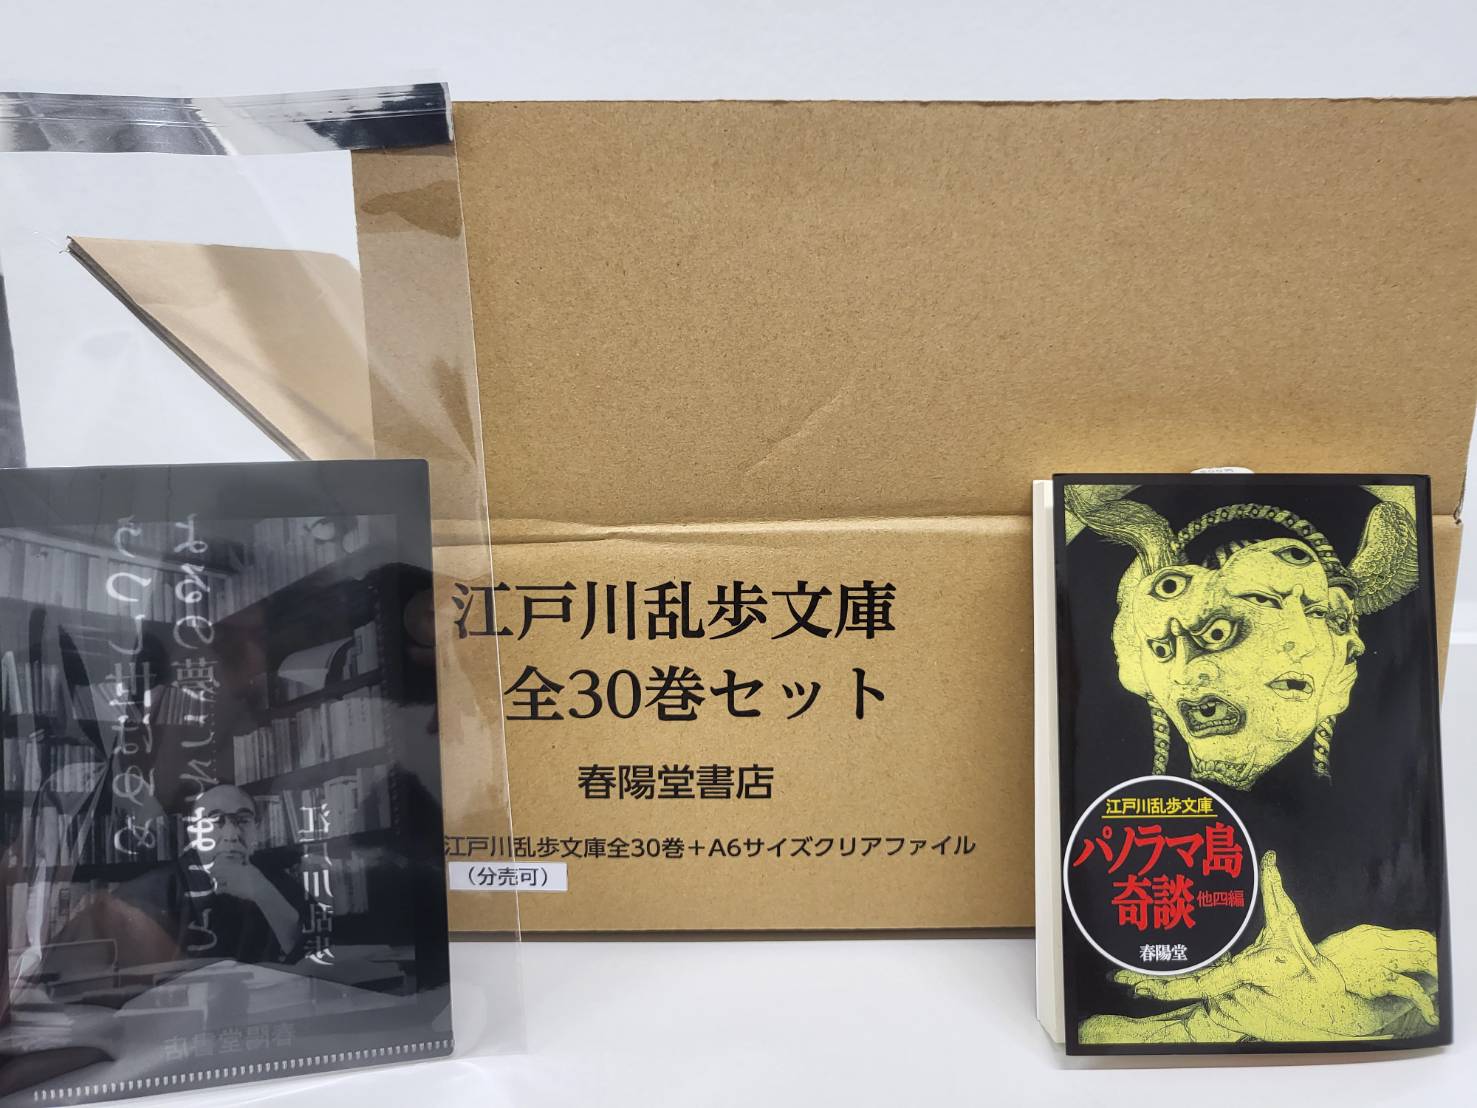 江戸川乱歩文庫
全30巻セット
春陽堂書店
江戸川乱歩文庫全30巻＋A6サイズクリアファイル
（分売可）
うつし世はゆめ
よるの夢こそまこと
江戸川乱歩
春陽堂書店
江戸川乱歩文庫
パノラマ島
奇談 他四編
春陽堂